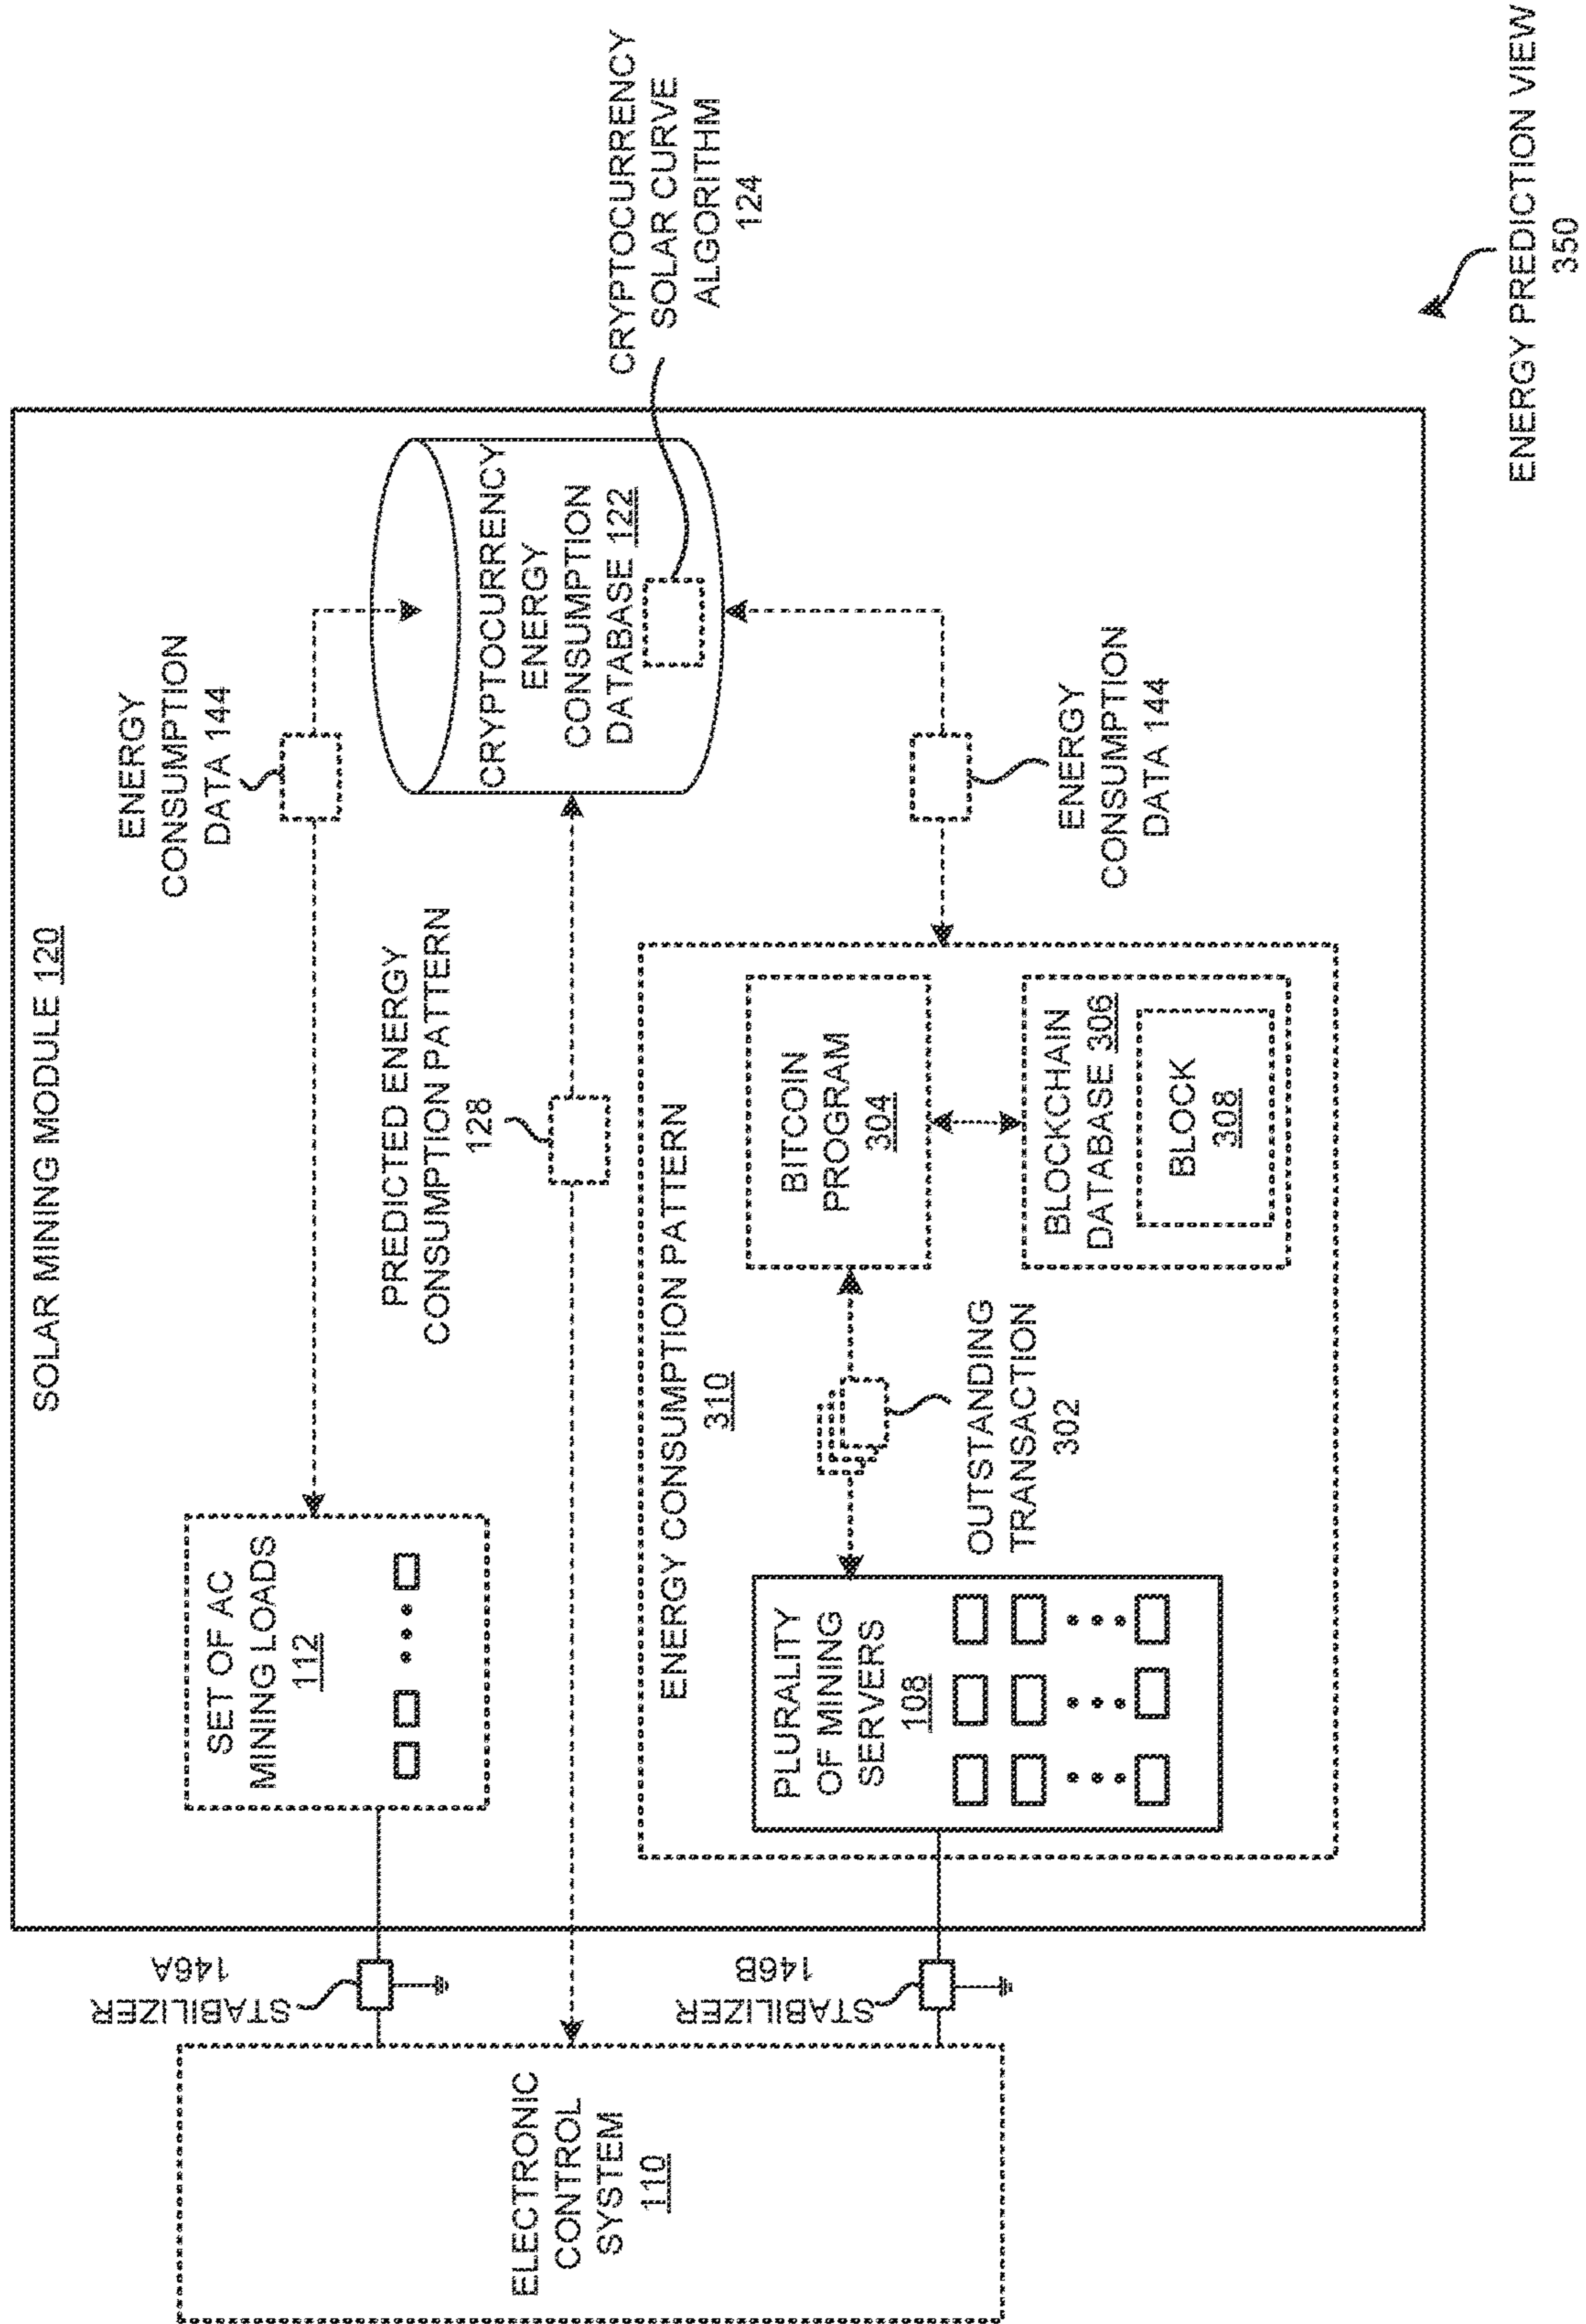 SOLAR MINING MODULE 120
ELECTRONIC
CONTROL
SYSTEM
110
STABILIZER
146A
STABILIZER
146B
SET OF AC
MINING LOADS
112
ENERGY
CONSUMPTION
DATA 144
PREDICTED ENERGY
CONSUMPTION PATTERN
128
CRYPTOCURRENCY
ENERGY
CONSUMPTION
DATABASE 122
CRYPTOCURRENCY
SOLAR CURVE
ALGORITHM
124
ENERGY CONSUMPTION PATTERN
310
PLURALITY
OF MINING
SERVERS
108
OUTSTANDING
TRANSACTION
302
BITCOIN
PROGRAM
304
BLOCKCHAIN
DATABASE 306
BLOCK
308
ENERGY
CONSUMPTION
DATA 144
ENERGY PREDICTION VIEW
350